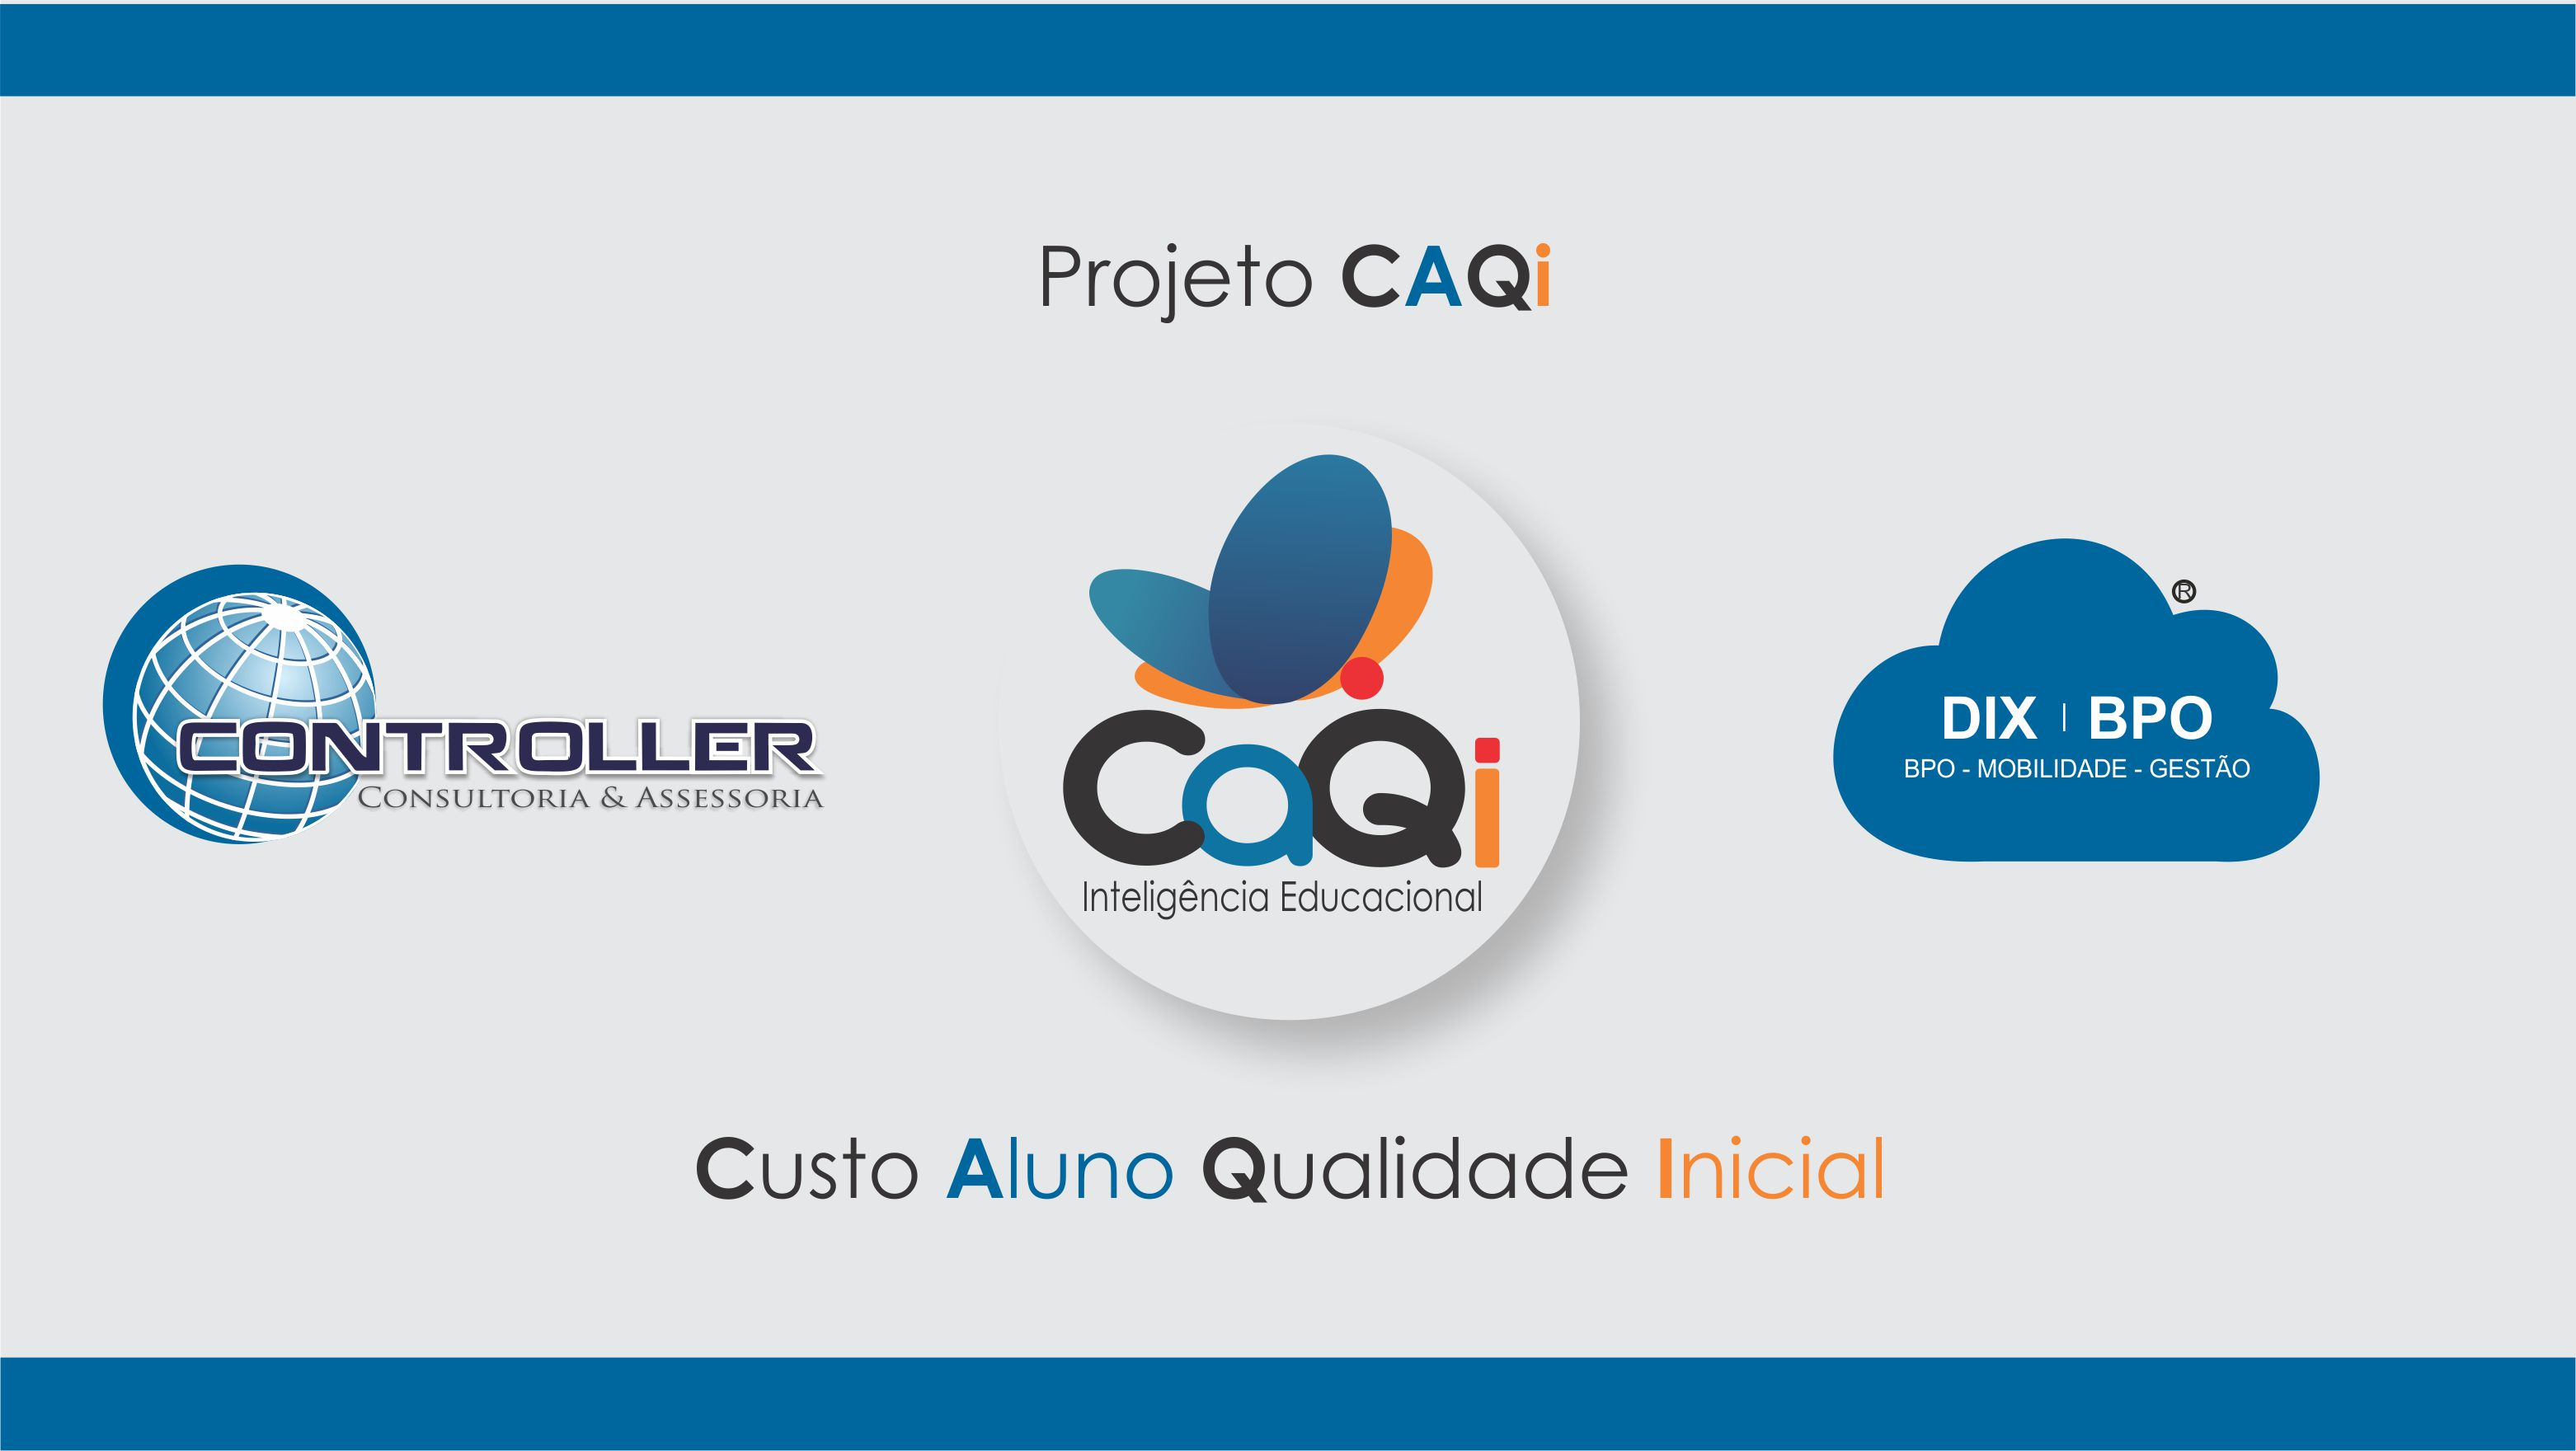 Projeto CAQi
CONTROLLER
Consultoria & Assessoria
CaQi
Inteligência Educacional
®
DIX | BPO
BPO - MOBILIDADE - GESTÃO
Custo Aluno Qualidade Inicial